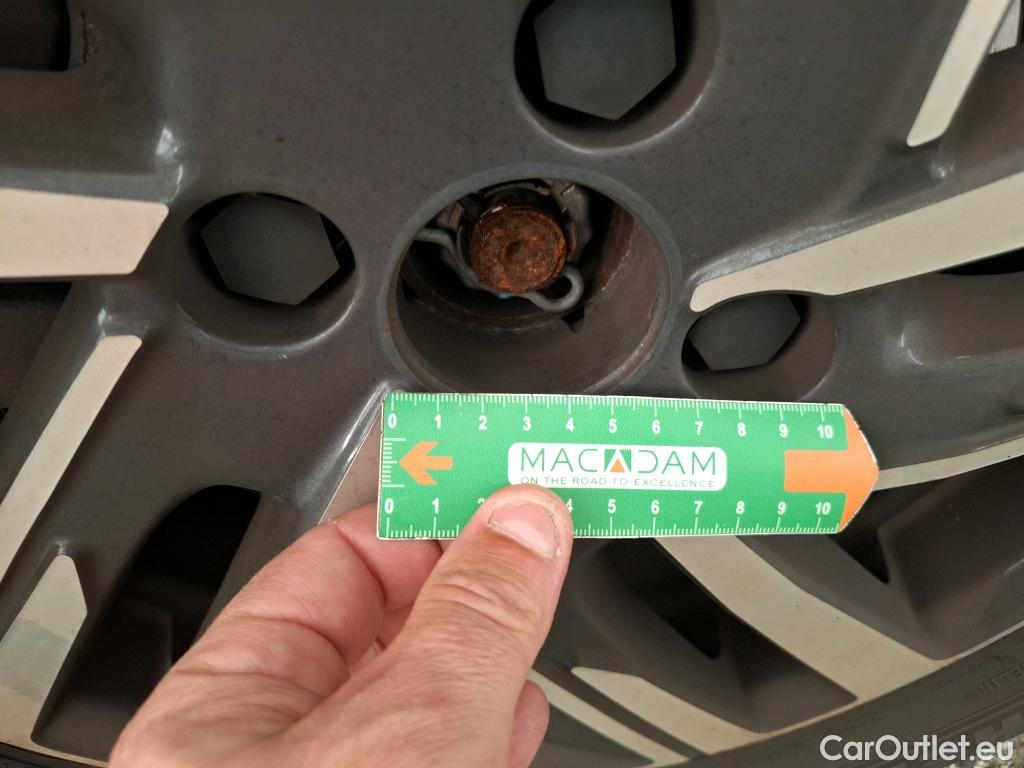 0 1 2 3 4 5 6 7 8 9 10
MACADAM
ON THE ROAD TO EXCELLENCE
0 1 2 4 5 6 7 8 9 10
CarOutlet.eu